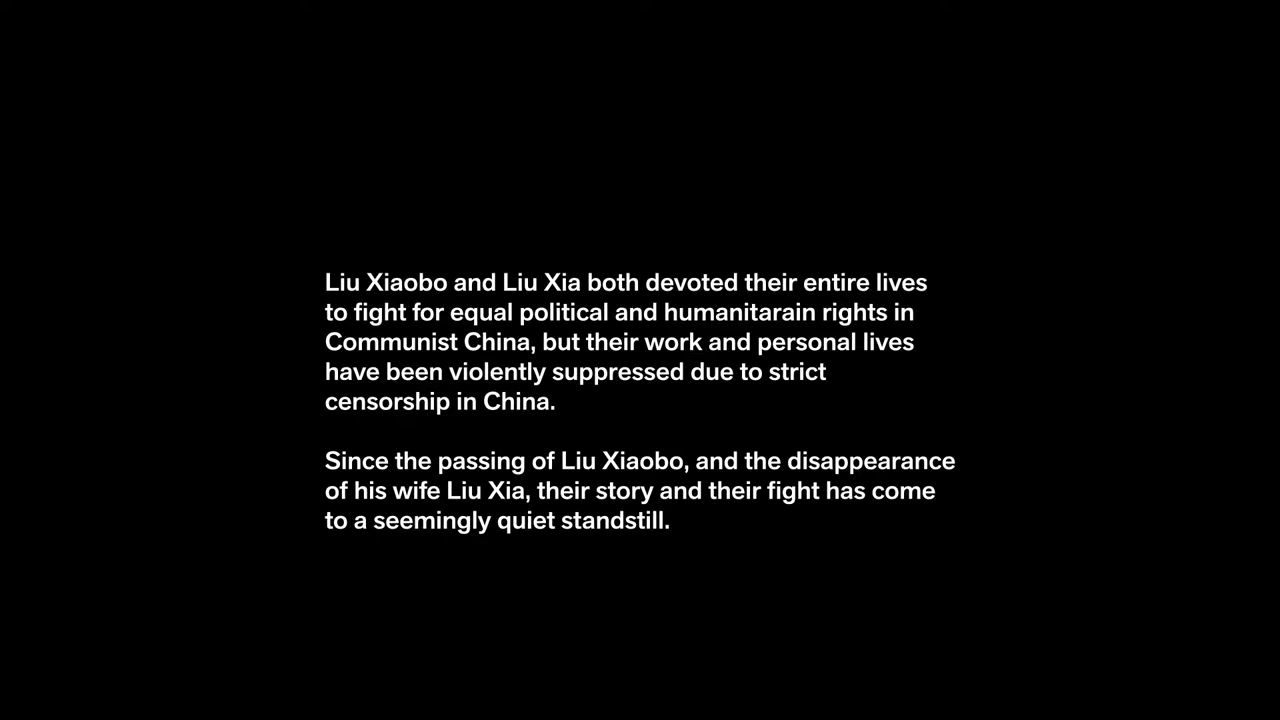 Liu Xiaobo and Liu Xia both devoted their entire lives
to fight for equal political and humanitarain rights in
Communist China, but their work and personal lives
have been violently suppressed due to strict
censorship in China.
Since the passing of Liu Xiaobo, and the disappearance
of his wife Liu Xia, their story and their fight has come
to a seemingly quiet standstill.